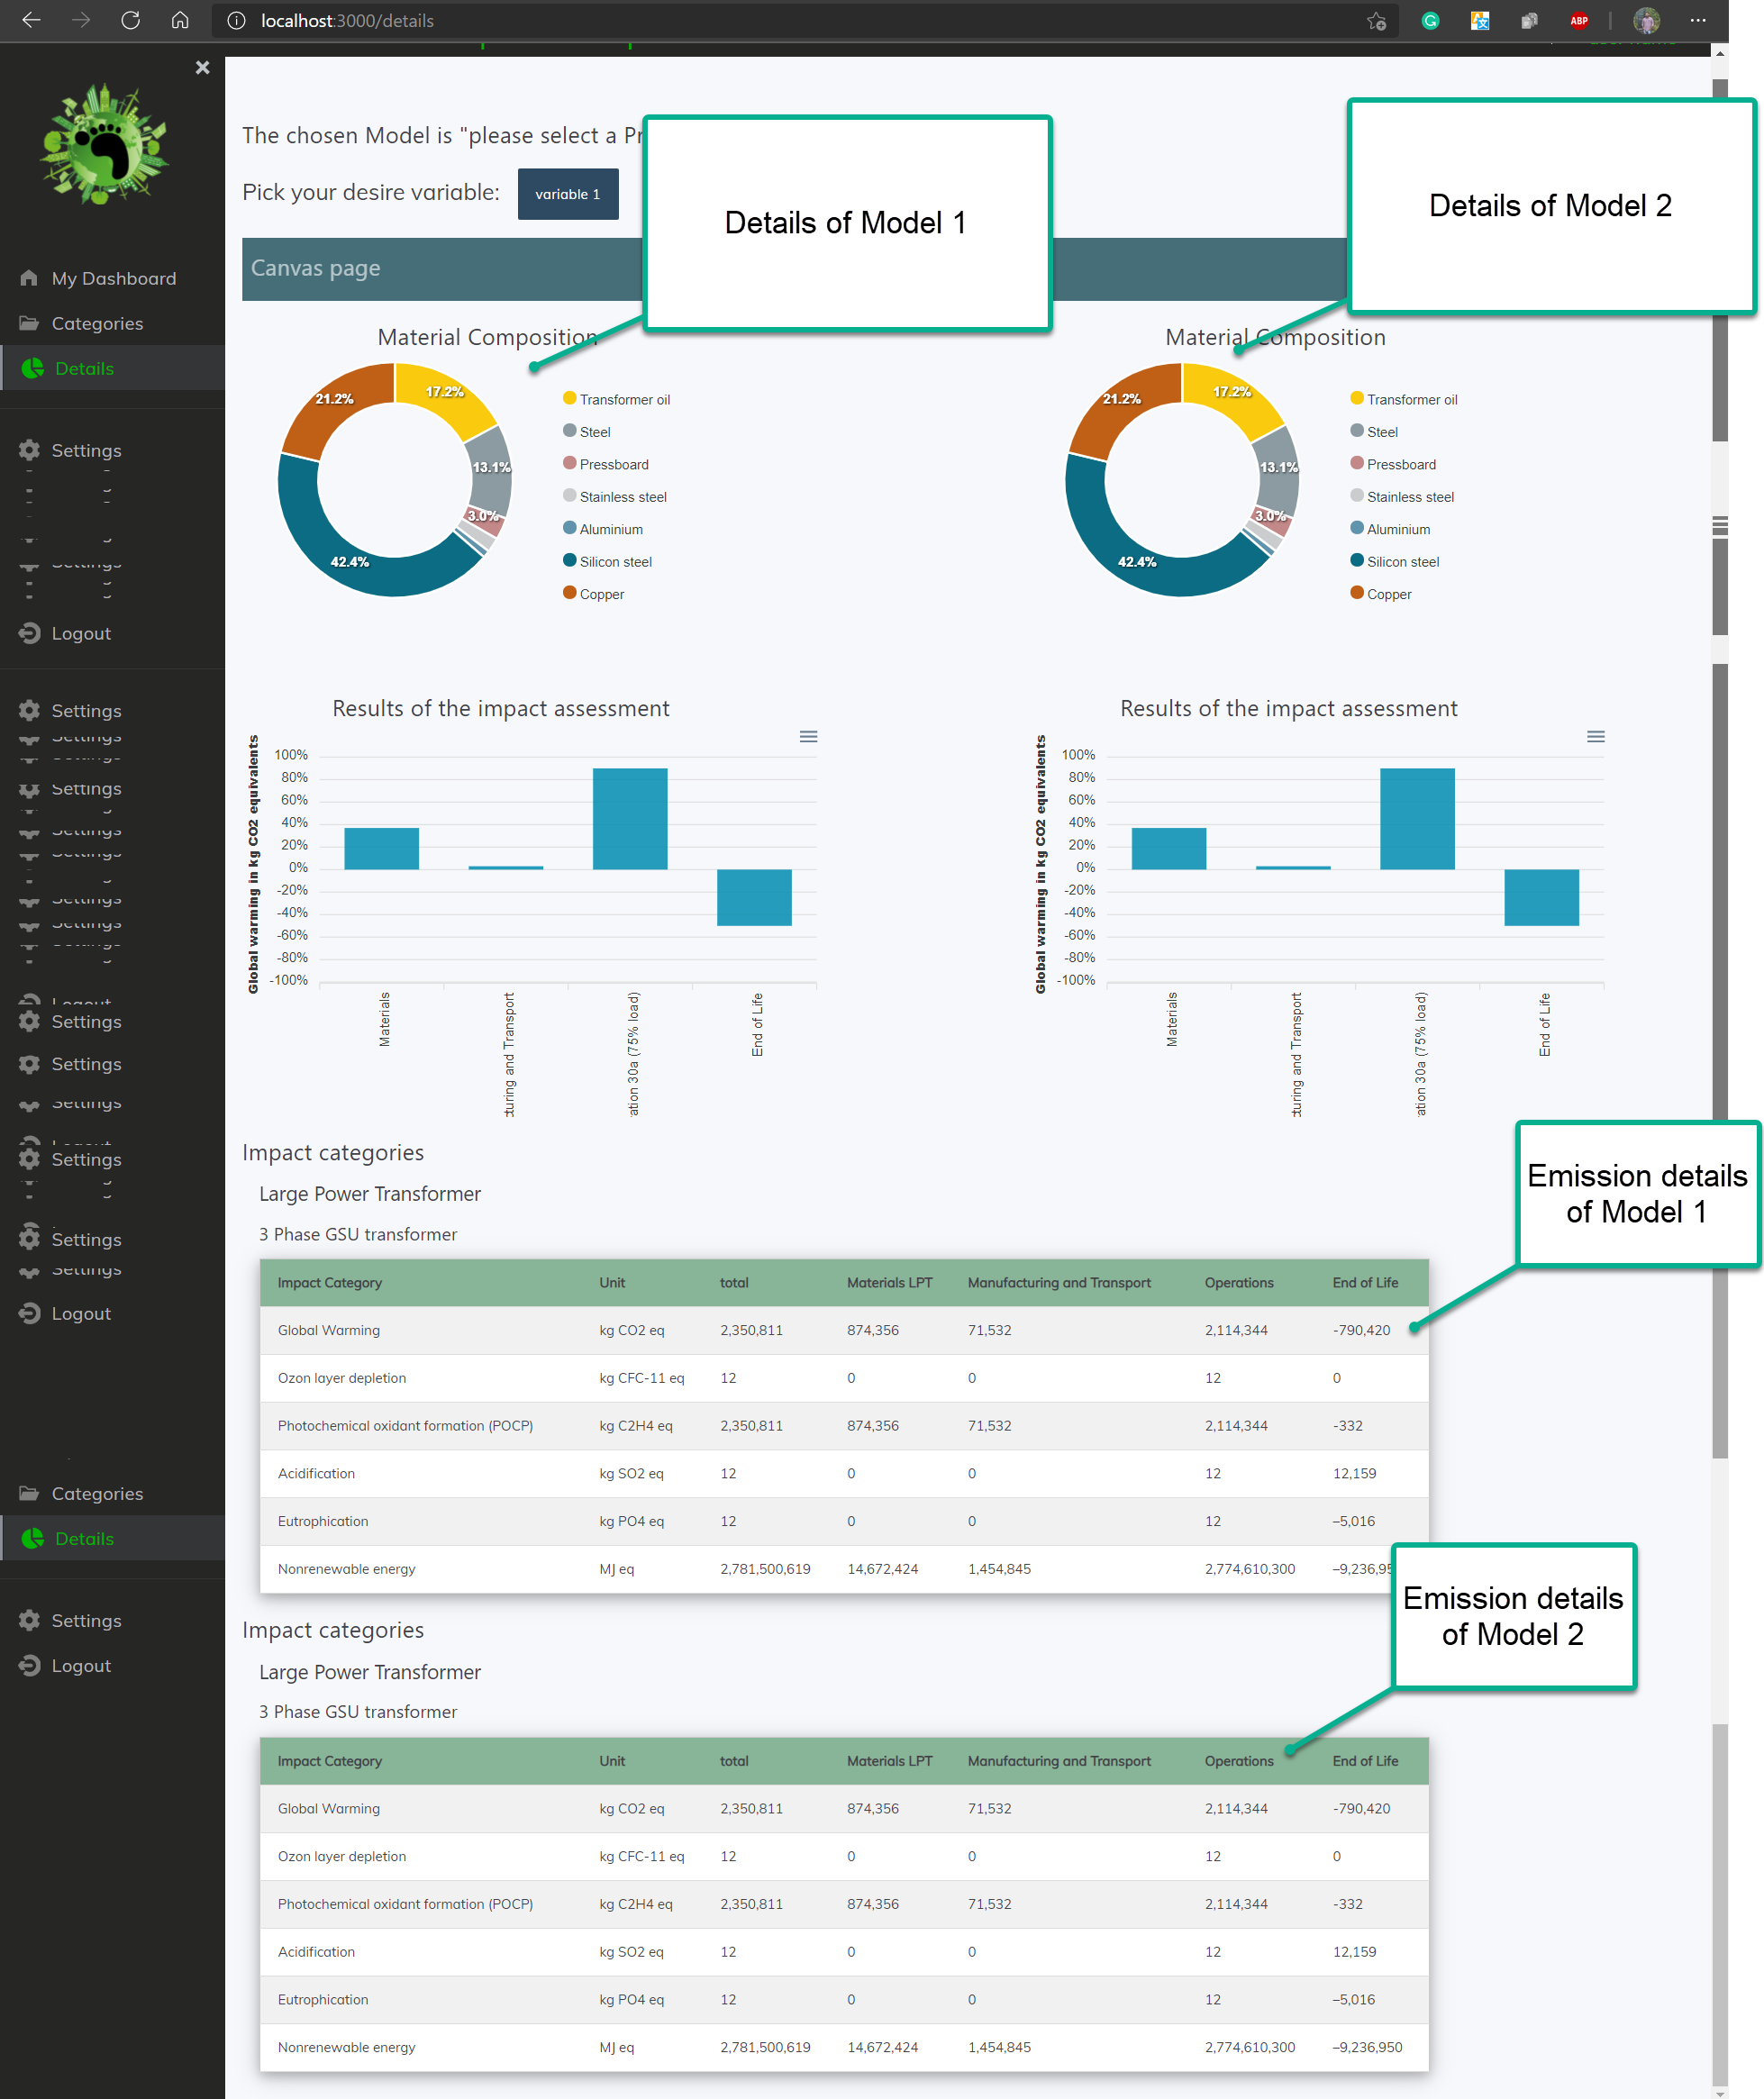 localhost:3000/details
ABP
My Dashboard
Categories
Details
Settings
Logout
Settings
Settings
Settings
Settings
Settings
Settings
Logout
Categories
Details
Settings
Logout
The chosen Model is "please select a Pr
Pick your desire variable:
variable 1
Details of Model 1
Details of Model 2
Canvas page
Material Composition
17.2%
13.1%
3.0%
42.4%
21.2%
Transformer oil
Steel
Pressboard
Stainless steel
Aluminium
Silicon steel
Copper
Material Composition
17.2%
13.1%
3.0%
42.4%
21.2%
Transformer oil
Steel
Pressboard
Stainless steel
Aluminium
Silicon steel
Copper
Results of the impact assessment
Global warming in kg CO2 equivalents
100%
80%
60%
40%
20%
0%
-20%
-40%
-60%
-80%
-100%
Materials
turing and Transport
ation 30a (75% load)
End of Life
Results of the impact assessment
Global warming in kg CO2 equivalents
100%
80%
60%
40%
20%
0%
-20%
-40%
-60%
-80%
-100%
Materials
turing and Transport
ation 30a (75% load)
End of Life
Emission details
of Model 1
Impact categories
Large Power Transformer
3 Phase GSU transformer
Impact Category Unit total Materials LPT Manufacturing and Transport Operations End of Life
Global Warming kg CO2 eq 2,350,811 874,356 71,532 2,114,344 -790,420
Ozon layer depletion kg CFC-11 eq 12 0 0 12 0
Photochemical oxidant formation (POCP) kg C2H4 eq 2,350,811 874,356 71,532 2,114,344 -332
Acidification kg SO2 eq 12 0 0 12 12,159
Eutrophication kg PO4 eq 12 0 0 12 –5,016
Nonrenewable energy MJ eq 2,781,500,619 14,672,424 1,454,845 2,774,610,300 –9,236,95
Emission details
of Model 2
Impact categories
Large Power Transformer
3 Phase GSU transformer
Impact Category Unit total Materials LPT Manufacturing and Transport Operations End of Life
Global Warming kg CO2 eq 2,350,811 874,356 71,532 2,114,344 -790,420
Ozon layer depletion kg CFC-11 eq 12 0 0 12 0
Photochemical oxidant formation (POCP) kg C2H4 eq 2,350,811 874,356 71,532 2,114,344 -332
Acidification kg SO2 eq 12 0 0 12 12,159
Eutrophication kg PO4 eq 12 0 0 12 –5,016
Nonrenewable energy MJ eq 2,781,500,619 14,672,424 1,454,845 2,774,610,300 –9,236,950